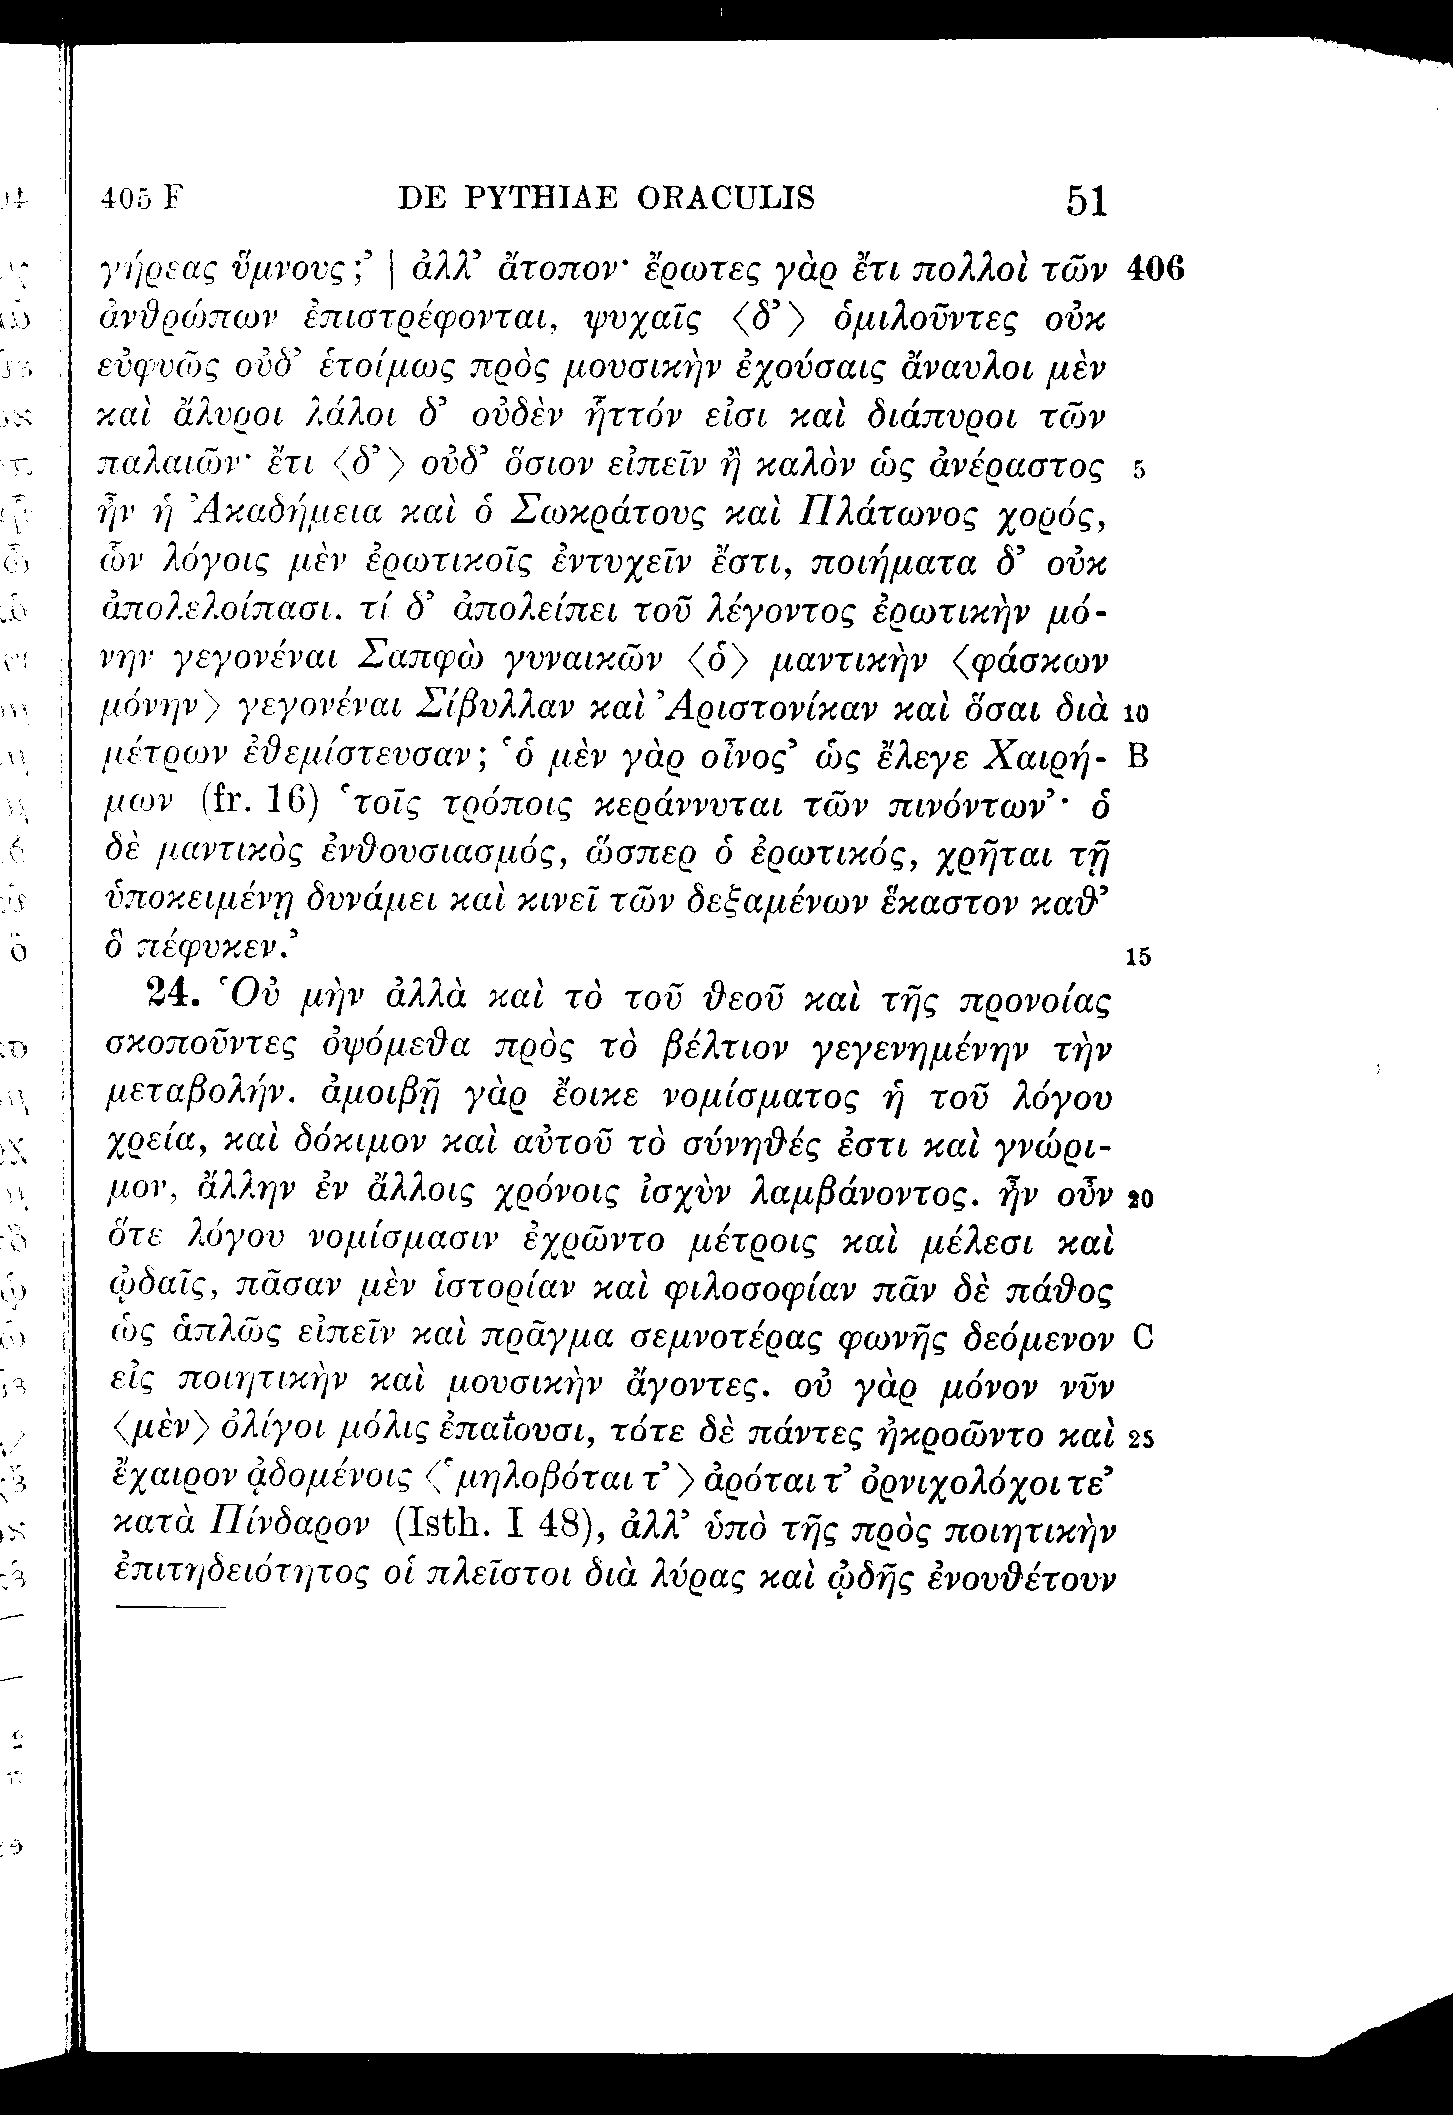 405 F DE PYTHIAE ORACULIS 51
γήρεας ὕμνους;’ | ἀλλ’ ἄτοπον· ἔρωτες γὰρ ἔτι πολλοὶ τῶν 406
ἀνθρώπων ἐπιστρέφονται, ψυχαῖς 〈δ’〉 ὁμιλοῦντες οὐκ
εὐφυῶς οὐδ’ ἑτοίμως πρὸς μουσικὴν ἐχούσαις ἄναυλοι μὲν
καὶ ἄλυροι λάλοι δ’ οὐδὲν ἧττόν εἰσι καὶ διάπυροι τῶν
παλαιῶν· ἔτι 〈δ’〉 οὐδ’ ὅσιον εἰπεῖν ἢ καλὸν ὡς ἀνέραστος 5
ἦν ἡ Ἀκαδήμεια καὶ ὁ Σωκράτους καὶ Πλάτωνος χορός,
ὧν λόγοις μὲν ἐρωτικοῖς ἐντυχεῖν ἔστι, ποιήματα δ’ οὐκ
ἀπολελοίπασι. τί δ’ ἀπολείπει τοῦ λέγοντος ἐρωτικὴν μό-
νην γεγονέναι Σαπφὼ γυναικῶν 〈ὁ〉 μαντικὴν 〈φάσκων
μόνην〉 γεγονέναι Σίβυλλαν καὶ Ἀριστονίκαν καὶ ὅσαι διὰ 10
μέτρων ἐθεμίστευσαν; ‘ὁ μὲν γὰρ οἶνος’ ὡς ἔλεγε Χαιρή- B
μων (fr. 16) ‘τοῖς τρόποις κεράννυται τῶν πινόντων’· ὁ
δὲ μαντικὸς ἐνθουσιασμός, ὥσπερ ὁ ἐρωτικός, χρῆται τῇ
ὑποκειμένῃ δυνάμει καὶ κινεῖ τῶν δεξαμένων ἕκαστον καθ’
ὃ πέφυκεν.’ 15
24. ‘Οὐ μὴν ἀλλὰ καὶ τὸ τοῦ θεοῦ καὶ τῆς προνοίας
σκοποῦντες ὀψόμεθα πρὸς τὸ βέλτιον γεγενημένην τὴν
μεταβολήν. ἀμοιβῇ γὰρ ἔοικε νομίσματος ἡ τοῦ λόγου
χρεία, καὶ δόκιμον καὶ αὐτοῦ τὸ σύνηθές ἐστι καὶ γνώρι-
μον, ἄλλην ἐν ἄλλοις χρόνοις ἰσχὺν λαμβάνοντος. ἦν οὖν 20
ὅτε λόγου νομίσμασιν ἐχρῶντο μέτροις καὶ μέλεσι καὶ
ᾠδαῖς, πᾶσαν μὲν ἱστορίαν καὶ φιλοσοφίαν πᾶν δὲ πάθος
ὡς ἁπλῶς εἰπεῖν καὶ πρᾶγμα σεμνοτέρας φωνῆς δεόμενον C
εἰς ποιητικὴν καὶ μουσικὴν ἄγοντες. οὐ γὰρ μόνον νῦν
〈μὲν〉 ὀλίγοι μόλις ἐπαΐουσι, τότε δὲ πάντες ἠκροῶντο καὶ 25
ἔχαιρον ᾀδομένοις 〈‘μηλοβόται τ’〉 ἀρόται τ’ ὀρνιχολόχοι τε’
κατὰ Πίνδαρον (Isth. I 48), ἀλλ’ ὑπὸ τῆς πρὸς ποιητικὴν
ἐπιτηδειότητος οἱ πλεῖστοι διὰ λύρας καὶ ᾠδῆς ἐνουθέτουν